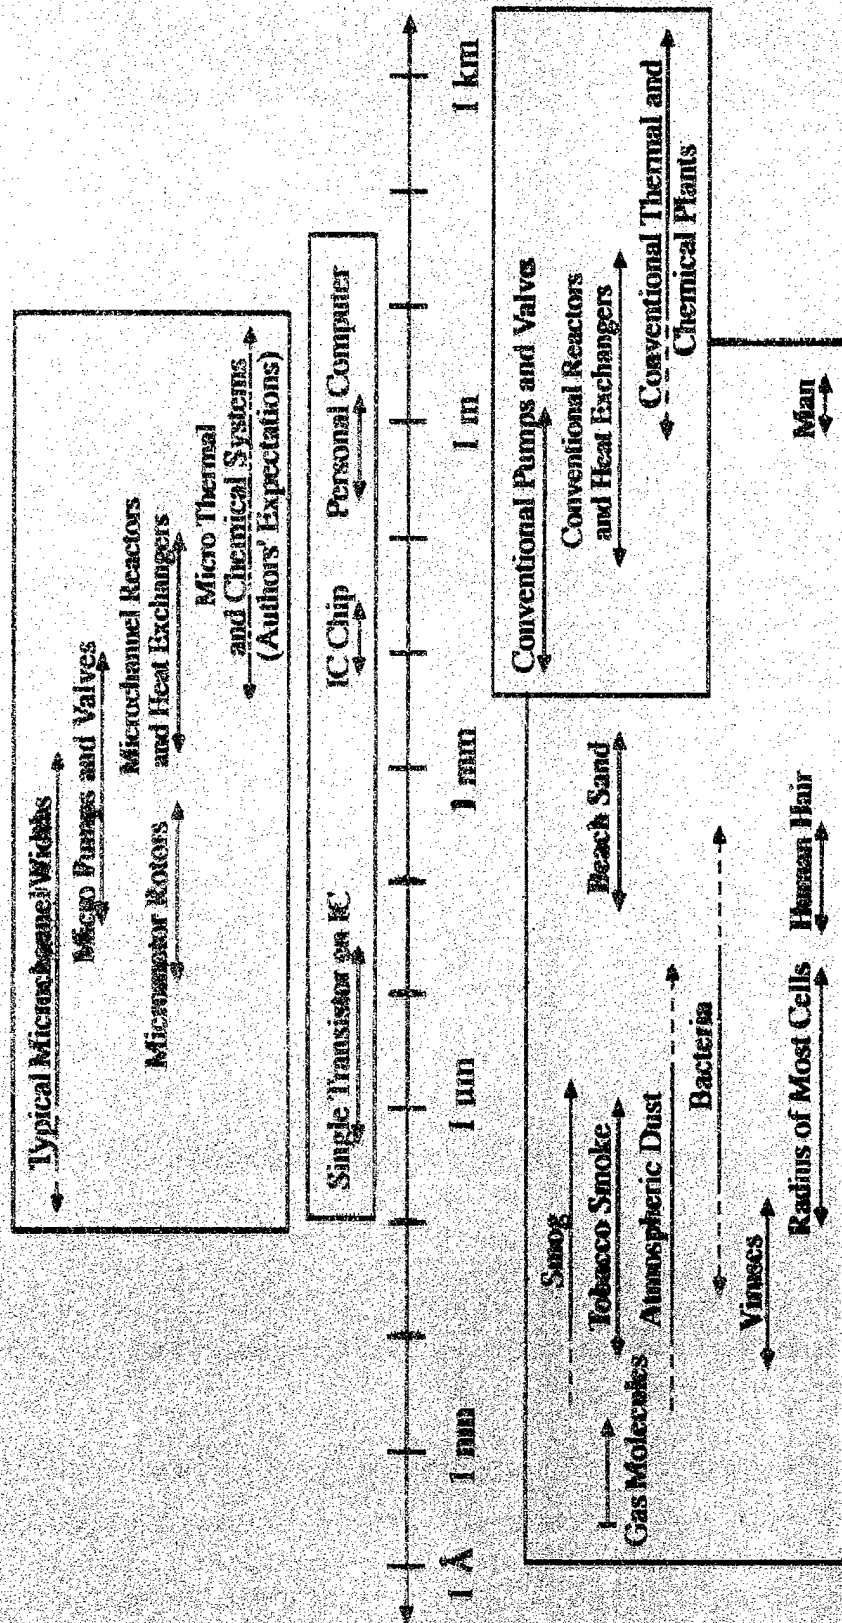 Typical Microchannel Widths
Micro Pumps and Valves
Micromotor Rotors
Microchannel Reactors
and Heat Exchangers
Micro Thermal
and Chemical Systems
(Authors' Expectations)
Single Transistor on IC
IC Chip
Personal Computer
1 Å
1 nm
1 µm
1 mm
1 m
1 km
Conventional Pumps and Valves
Conventional Reactors
and Heat Exchangers
Conventional Thermal and
Chemical Plants
Smog
Beach Sand
Tobacco Smoke
Gas Molecules
Atmospheric Dust
Bacteria
Viruses
Radius of Most Cells
Human Hair
Man